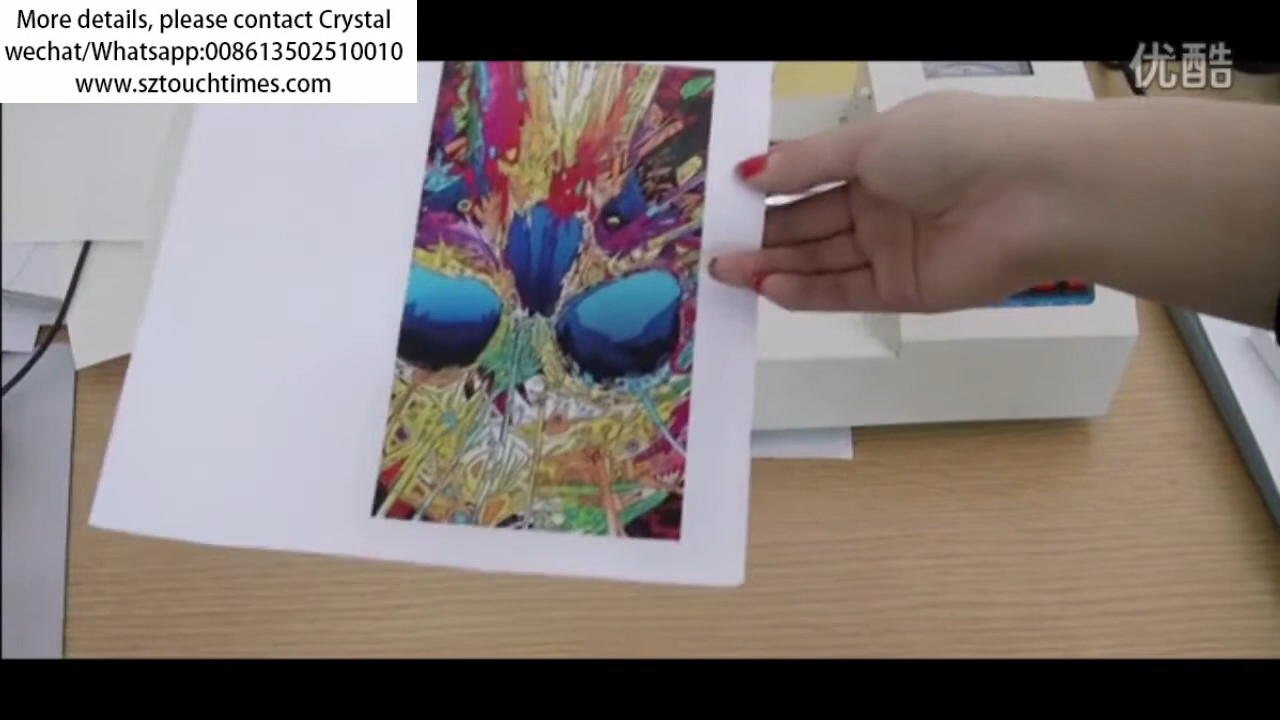 More details, please contact Crystal
wechat/Whatsapp:008613502510010
www.sztouchtimes.com
优酷